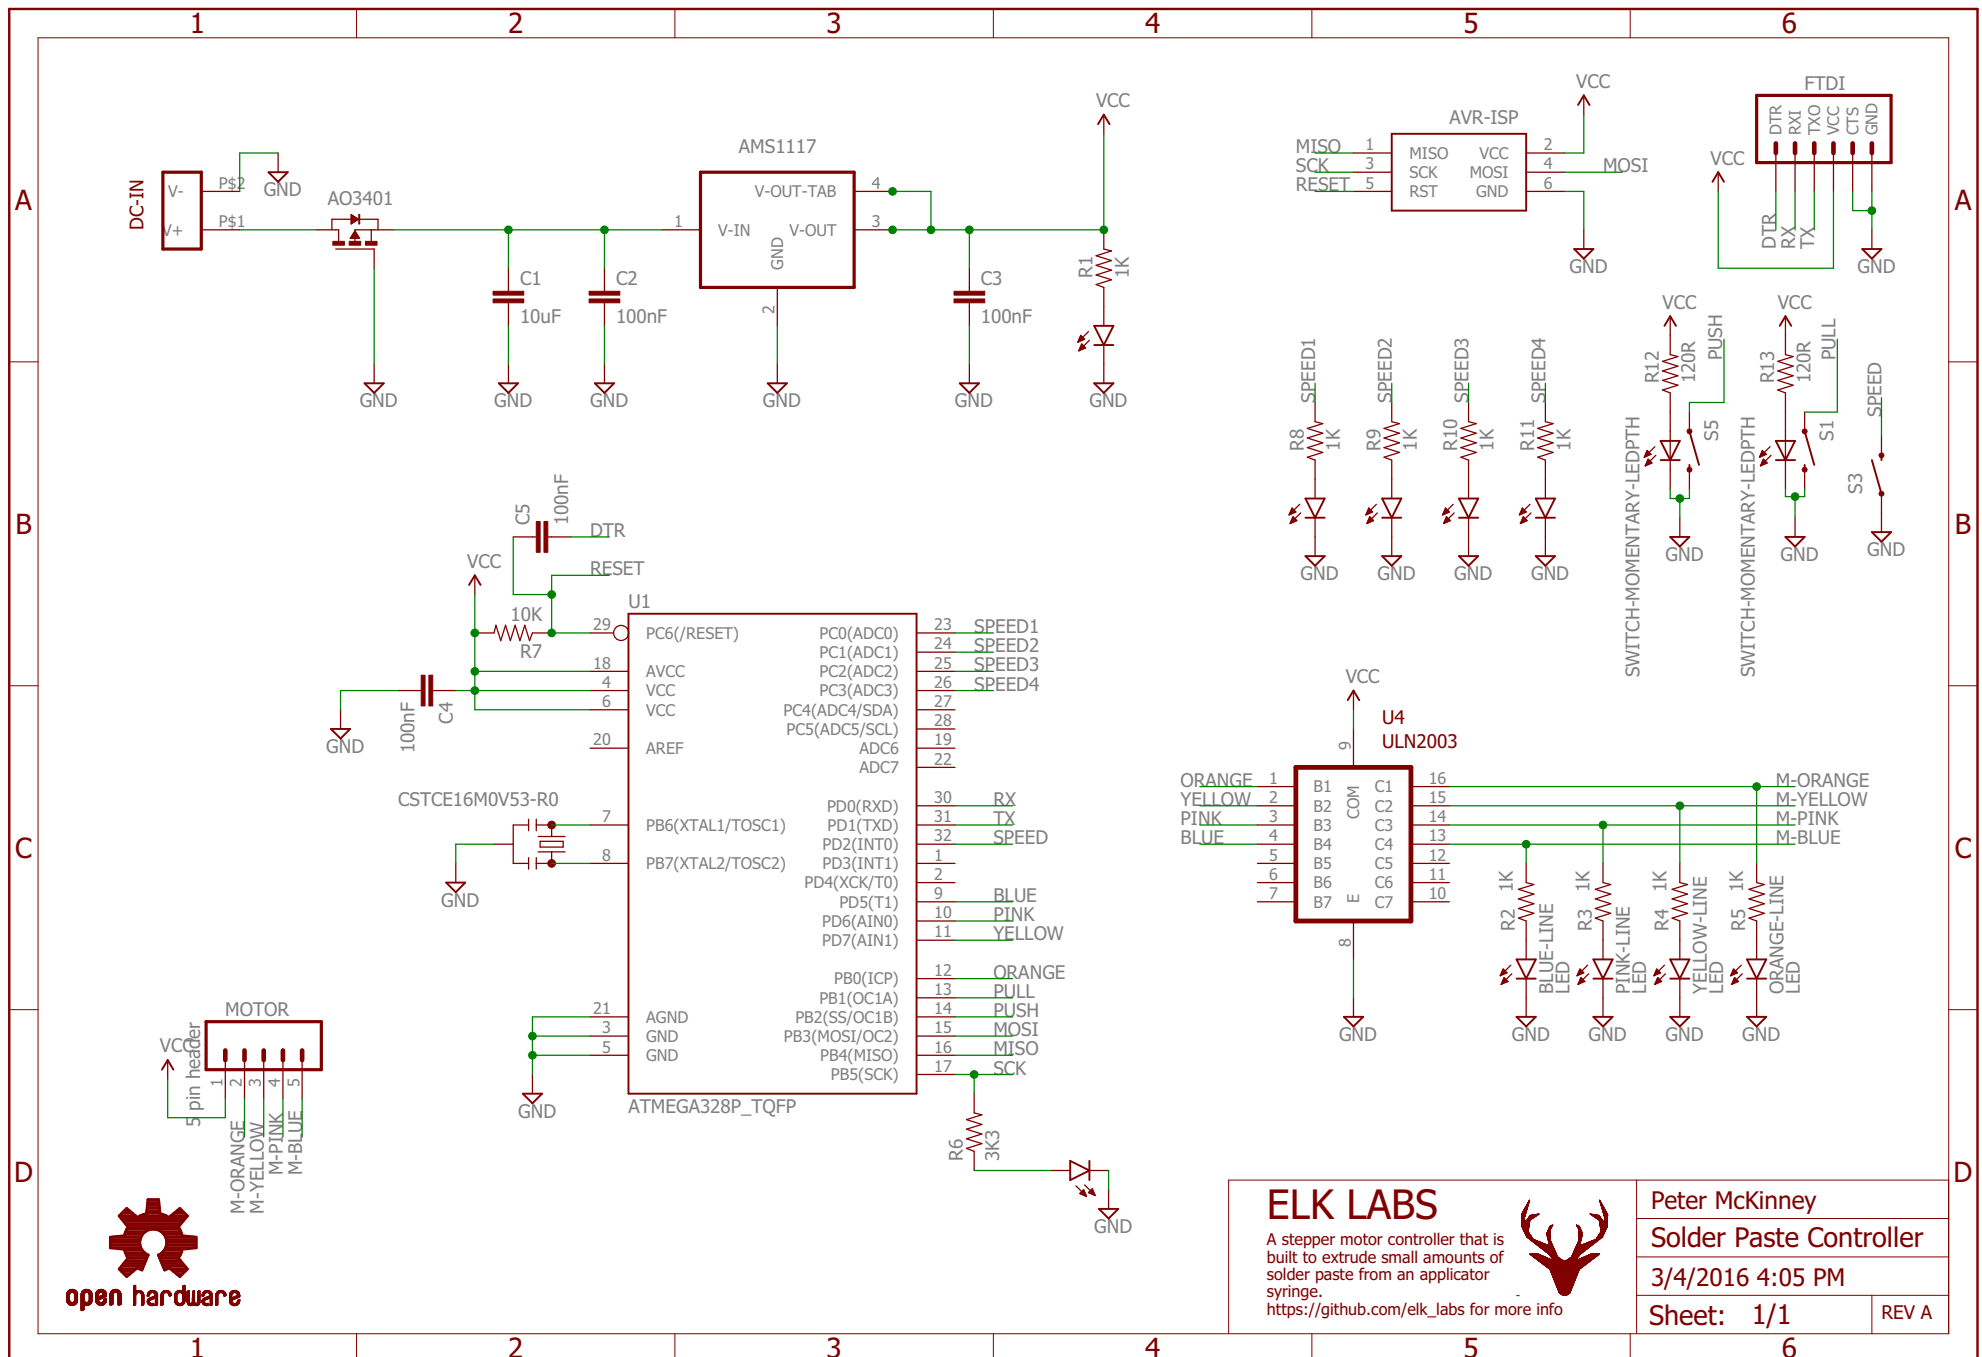 1 2 3 4 5 6
A A
B B
C C
D D
1 2 3 4 5 6
DC-IN
V-
V+
P$2
P$1
GND
AO3401
GND
C1
10uF
GND
C2
100nF
GND
AMS1117
V-OUT-TAB
V-IN
V-OUT
GND
1
4
3
2
GND
C3
100nF
GND
VCC
R1
1K
GND
AVR-ISP
VCC
MISO 1 MISO VCC 2
SCK 3 SCK MOSI 4 MOSI
RESET 5 RST GND 6
GND
FTDI
DTR
RXI
TXO
VCC
CTS
GND
VCC
DTR
RX
TX
GND
SPEED1
R8
1K
GND
SPEED2
R9
1K
GND
SPEED3
R10
1K
GND
SPEED4
R11
1K
GND
VCC
R12
120R
PUSH
S5
SWITCH-MOMENTARY-LEDPTH
GND
VCC
R13
120R
PULL
S1
SWITCH-MOMENTARY-LEDPTH
GND
SPEED
S3
GND
C5
100nF
DTR
VCC
RESET
10K
R7
100nF
C4
GND
CSTCE16M0V53-R0
GND
U1
29 PC6(/RESET)
18 AVCC
4 VCC
6 VCC
20 AREF
7 PB6(XTAL1/TOSC1)
8 PB7(XTAL2/TOSC2)
21 AGND
3 GND
5 GND
GND
PC0(ADC0) 23 SPEED1
PC1(ADC1) 24 SPEED2
PC2(ADC2) 25 SPEED3
PC3(ADC3) 26 SPEED4
PC4(ADC4/SDA) 27
PC5(ADC5/SCL) 28
ADC6 19
ADC7 22
PD0(RXD) 30 RX
PD1(TXD) 31 TX
PD2(INT0) 32 SPEED
PD3(INT1) 1
PD4(XCK/T0) 2
PD5(T1) 9 BLUE
PD6(AIN0) 10 PINK
PD7(AIN1) 11 YELLOW
PB0(ICP) 12 ORANGE
PB1(OC1A) 13 PULL
PB2(SS/OC1B) 14 PUSH
PB3(MOSI/OC2) 15 MOSI
PB4(MISO) 16 MISO
PB5(SCK) 17 SCK
ATMEGA328P_TQFP
R6
3K3
GND
VCC
U4
ULN2003
9
COM
ORANGE 1 B1 C1 16 M-ORANGE
YELLOW 2 B2 C2 15 M-YELLOW
PINK 3 B3 C3 14 M-PINK
BLUE 4 B4 C4 13 M-BLUE
5 B5 C5 12
6 B6 C6 11
7 B7 C7 10
E
8
GND
R2
1K
BLUE-LINE
LED
GND
R3
1K
PINK-LINE
LED
GND
R4
1K
YELLOW-LINE
LED
GND
R5
1K
ORANGE-LINE
LED
GND
MOTOR
VCC
5 pin header
1
2
3
4
5
M-ORANGE
M-YELLOW
M-PINK
M-BLUE
open hardware
ELK LABS
A stepper motor controller that is
built to extrude small amounts of
solder paste from an applicator
syringe.
-
https://github.com/elk_labs for more info
Peter McKinney
Solder Paste Controller
3/4/2016 4:05 PM
Sheet: 1/1
REV A